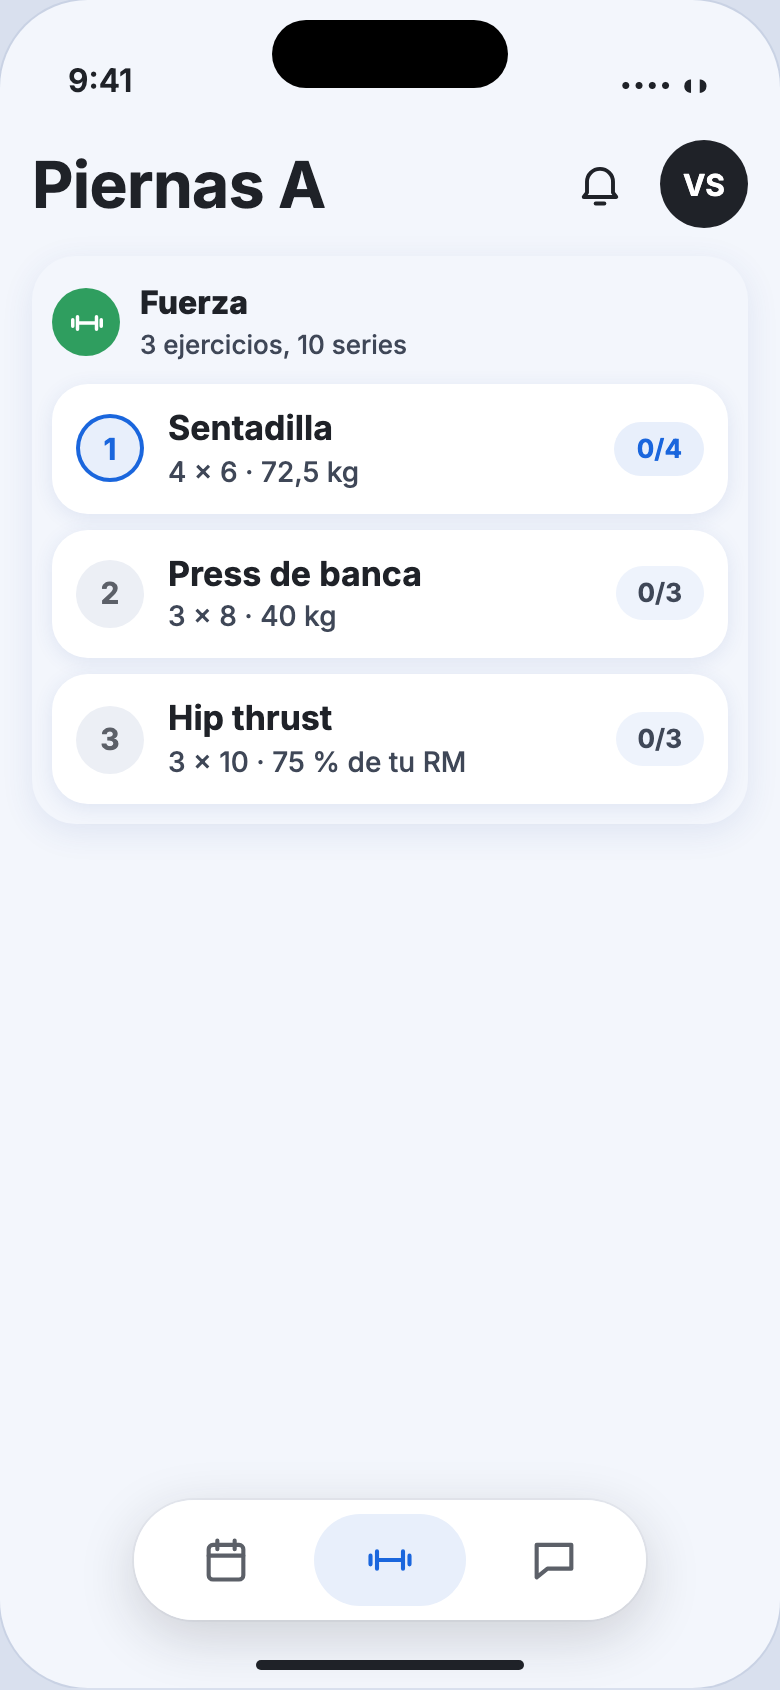 9:41
Piernas A
VS
Fuerza
3 ejercicios, 10 series
1
Sentadilla
4 × 6 · 72,5 kg
0/4
2
Press de banca
3 × 8 · 40 kg
0/3
3
Hip thrust
3 × 10 · 75 % de tu RM
0/3